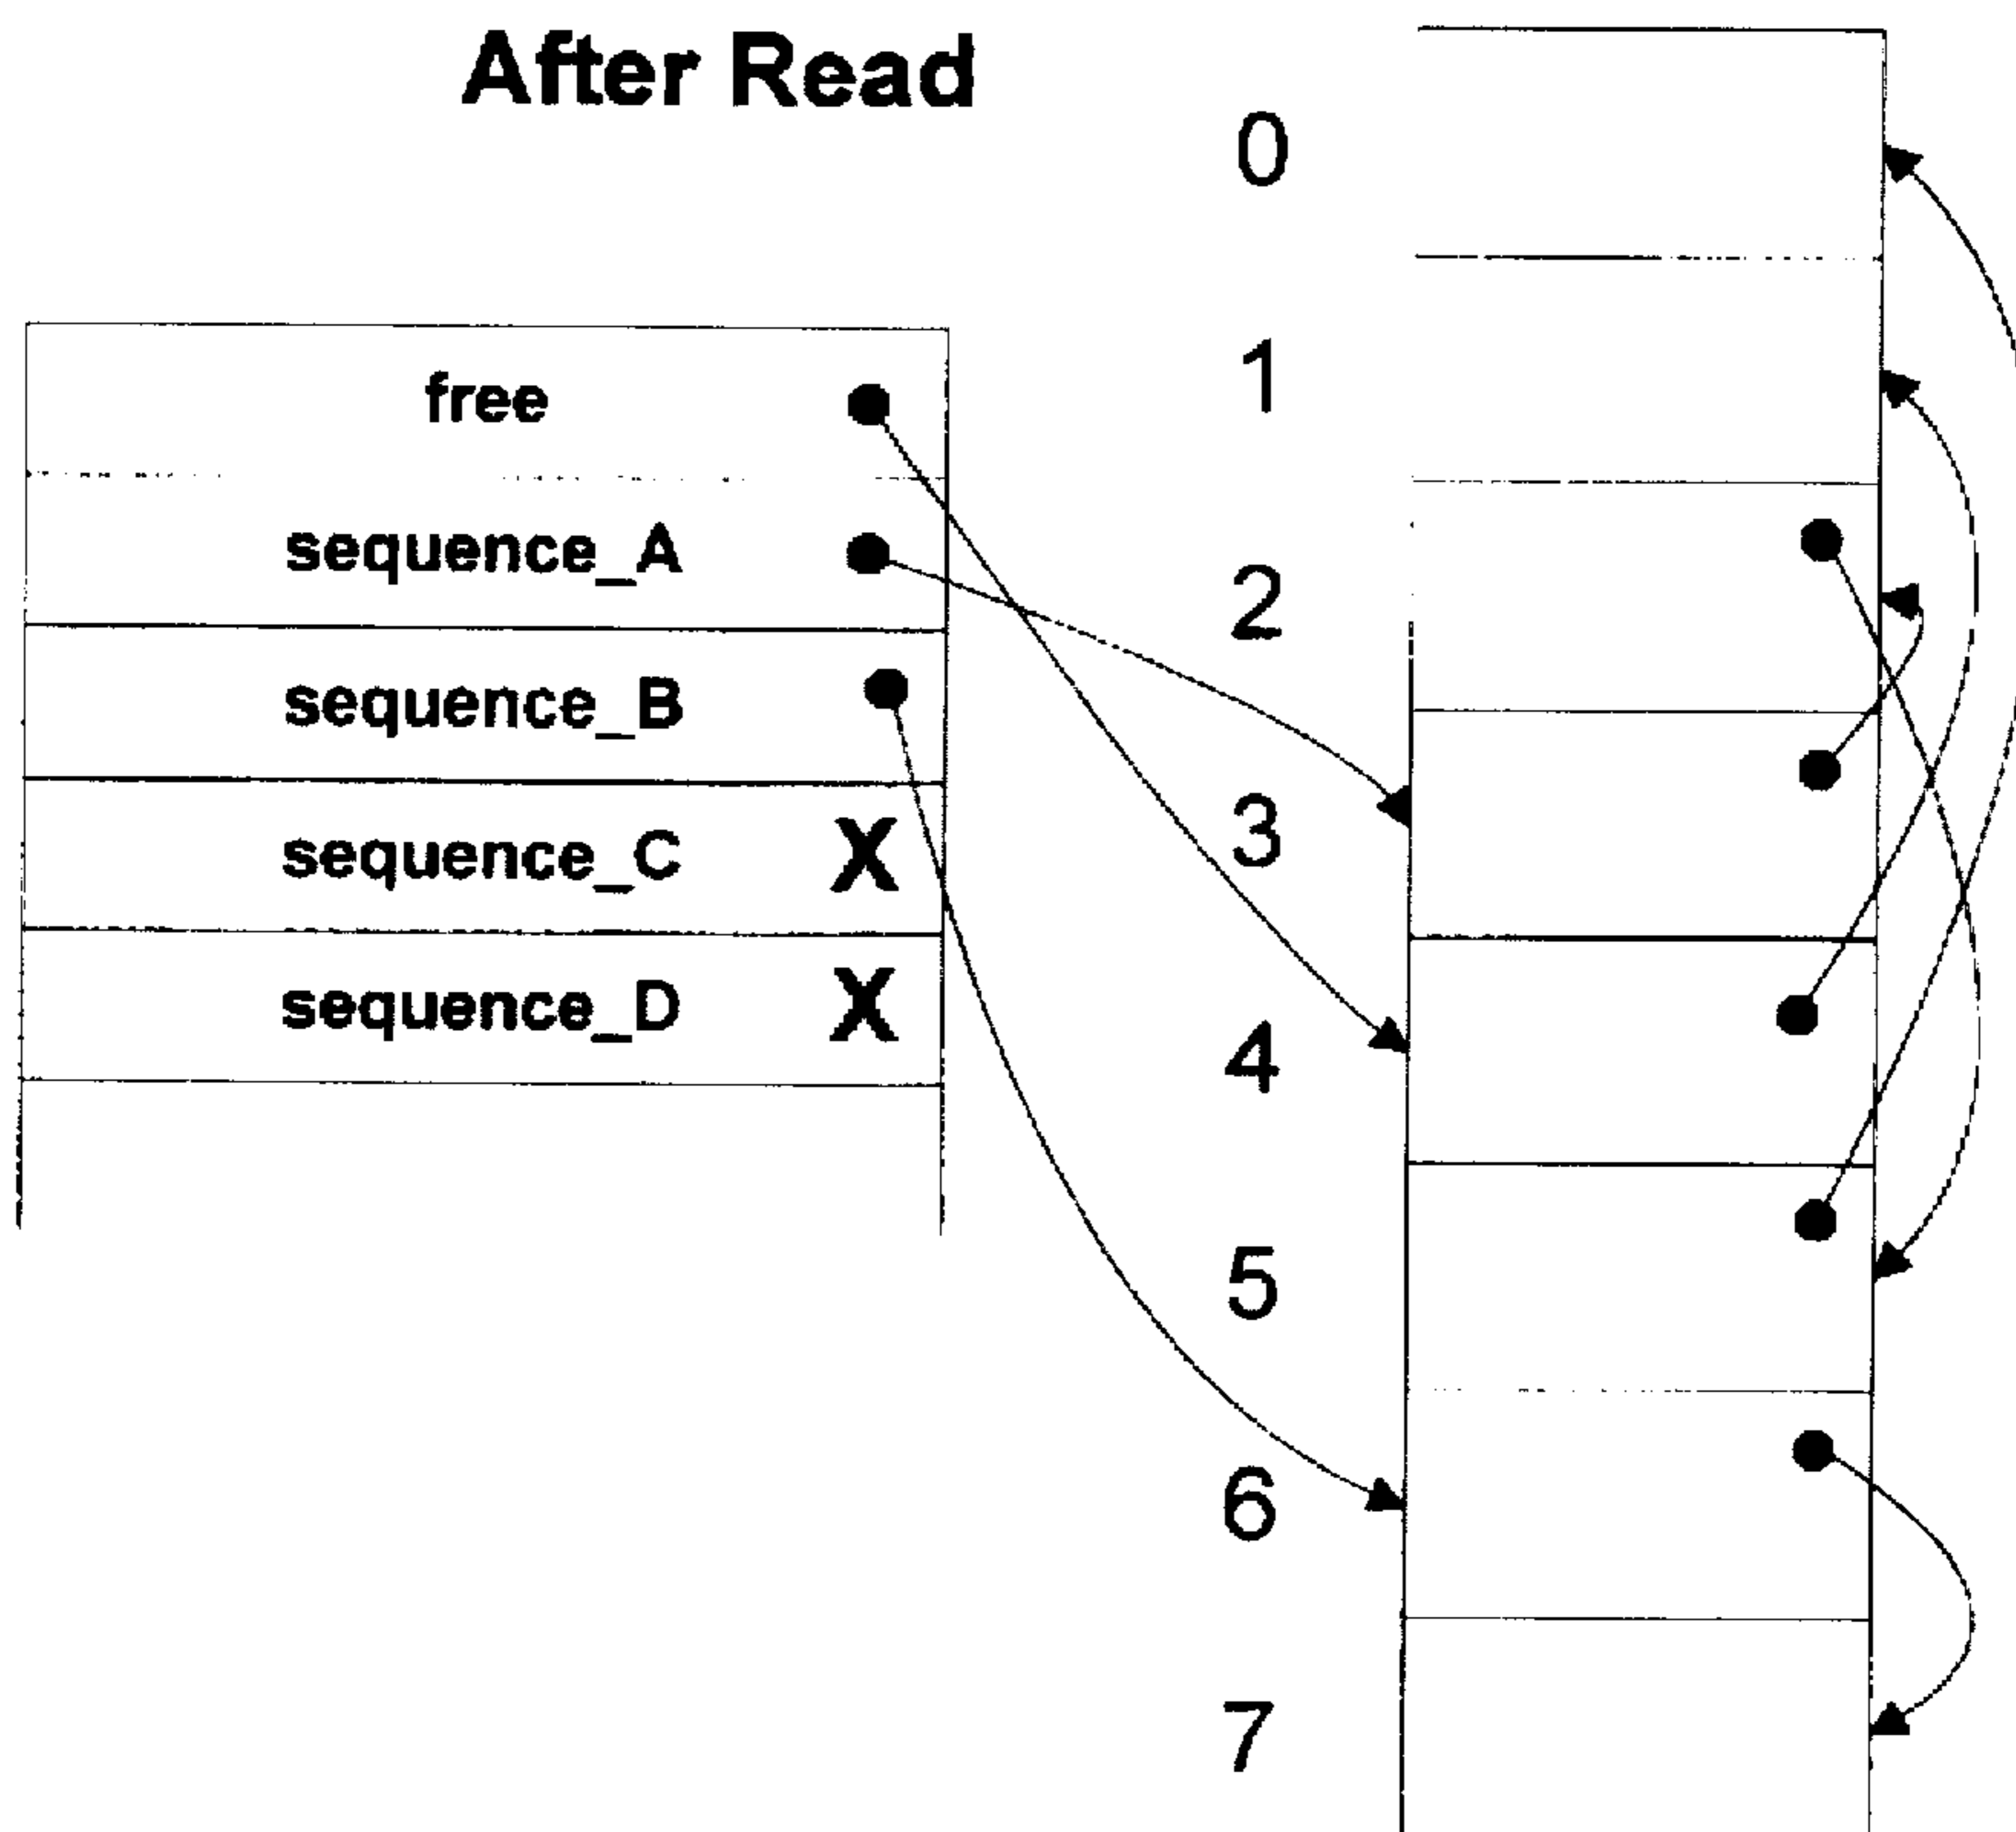 After Read
free
sequence_A
sequence_B
sequence_C X
sequence_D X
0
1
2
3
4
5
6
7